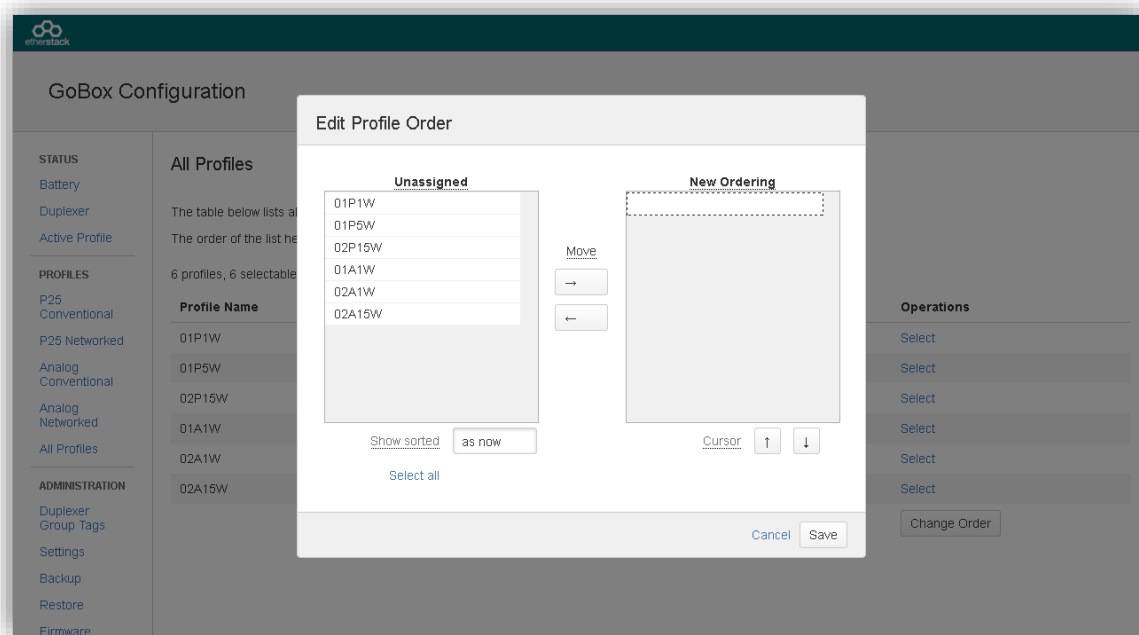 etherstack
GoBox Configuration
STATUS
Battery
Duplexer
Active Profile
PROFILES
P25
Conventional
P25 Networked
Analog
Conventional
Analog
Networked
All Profiles
ADMINISTRATION
Duplexer
Group Tags
Settings
Backup
Restore
Firmware
All Profiles
The table below lists al
The order of the list he
6 profiles, 6 selectable
Profile Name
01P1W
01P5W
02P15W
01A1W
02A1W
02A15W
Edit Profile Order
Unassigned
01P1W
01P5W
02P15W
01A1W
02A1W
02A15W
Show sorted as now
Select all
Move
→
←
New Ordering
Cursor ↑ ↓
Cancel Save
Operations
Select
Select
Select
Select
Select
Select
Change Order